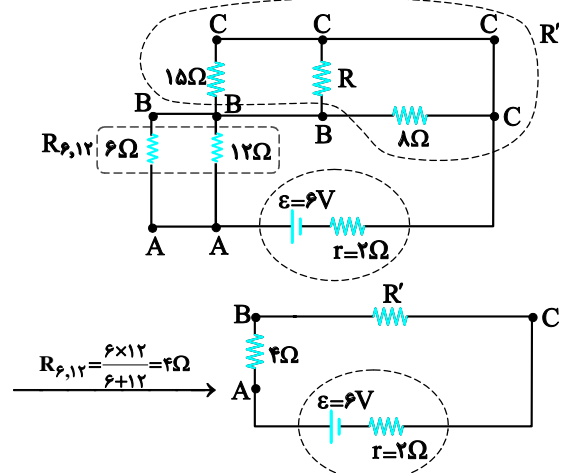 C C C R′
۱۵Ω R
B B B ۸Ω C
R۶,۱۲ ۶Ω ۱۲Ω
ε=۶V
r=۲Ω
A A
B R′ C
R۶,۱۲ = ۶×۱۲ / ۶+۱۲ = ۴Ω
۴Ω
A
ε=۶V
r=۲Ω